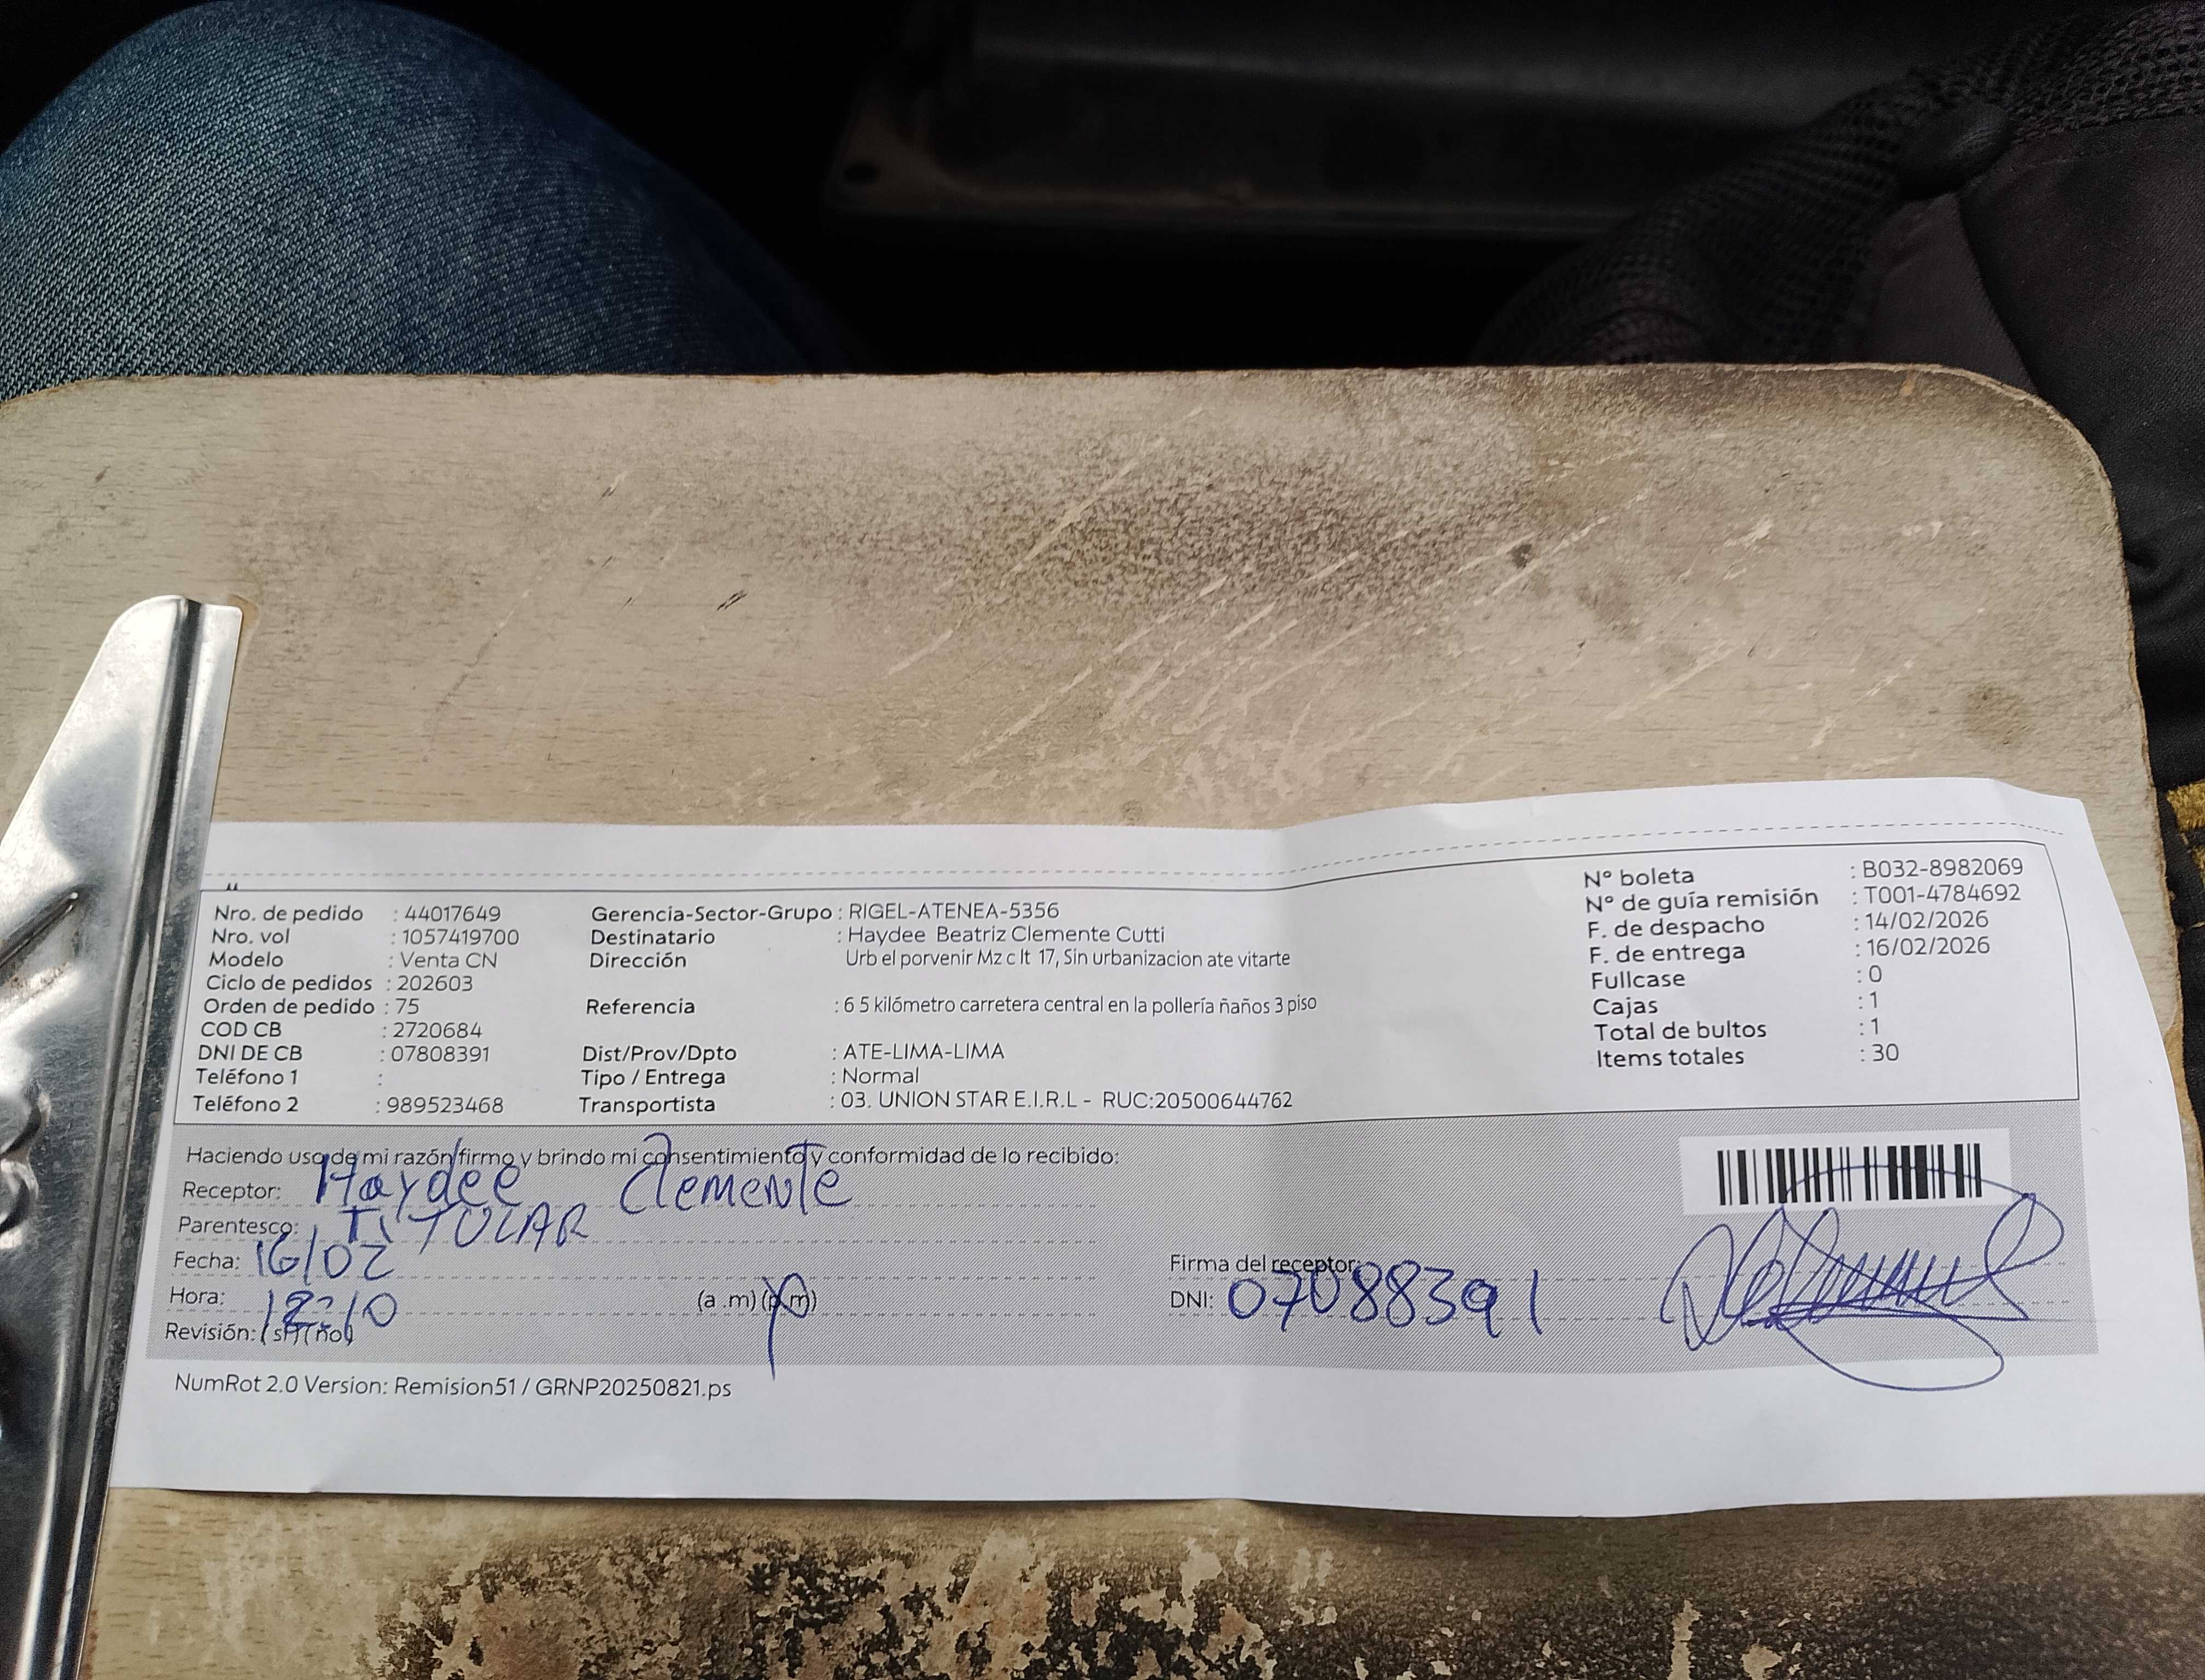 Nro. de pedido : 44017649
Nro. vol : 1057419700
Modelo : Venta CN
Ciclo de pedidos : 202603
Orden de pedido : 75
COD CB : 2720684
DNI DE CB : 07808391
Teléfono 1 :
Teléfono 2 : 989523468
Gerencia-Sector-Grupo : RIGEL-ATENEA-5356
Destinatario : Haydee Beatriz Clemente Cutti
Dirección Urb el porvenir Mz c lt 17, Sin urbanizacion ate vitarte
Referencia : 6 5 kilómetro carretera central en la pollería ñaños 3 piso
Dist/Prov/Dpto : ATE-LIMA-LIMA
Tipo / Entrega : Normal
Transportista : 03. UNION STAR E.I.R.L - RUC:20500644762
N° boleta : B032-8982069
N° de guía remisión : T001-4784692
F. de despacho : 14/02/2026
F. de entrega : 16/02/2026
Fullcase : 0
Cajas : 1
Total de bultos : 1
Items totales : 30
Haciendo uso de mi razón firmo y brindo mi consentimiento y conformidad de lo recibido:
Receptor: Haydee Clemente
Parentesco: TITULAR
Fecha: 16/02
Hora: 12:10 (a .m) (p.m)
Revisión: ( si ) ( no )
Firma del receptor:
DNI: 07088391
NumRot 2.0 Version: Remision51 / GRNP20250821.ps